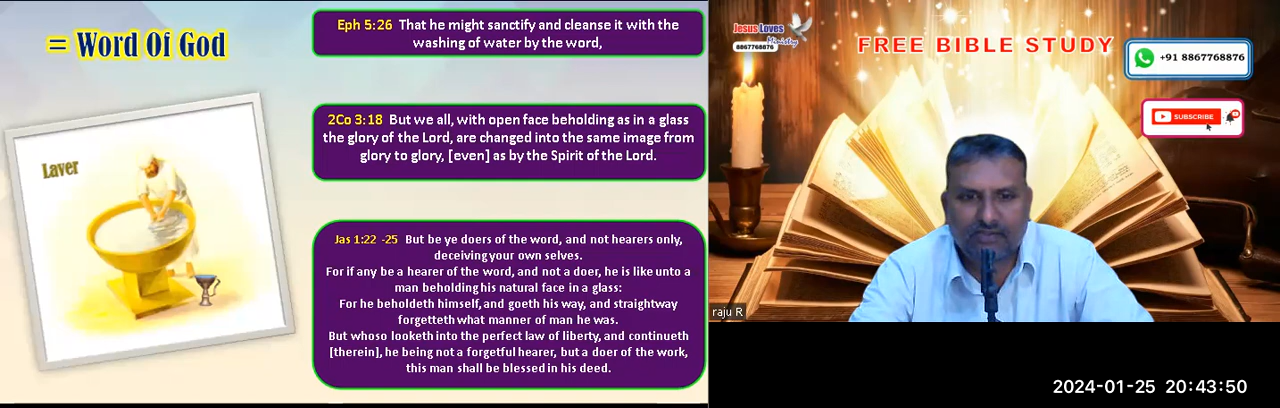 = Word Of God
Laver
Eph 5:26 That he might sanctify and cleanse it with the
washing of water by the word,
2Co 3:18 But we all, with open face beholding as in a glass
the glory of the Lord, are changed into the same image from
glory to glory, [even] as by the Spirit of the Lord.
Jas 1:22 -25 But be ye doers of the word, and not hearers only,
deceiving your own selves.
For if any be a hearer of the word, and not a doer, he is like unto a
man beholding his natural face in a glass:
For he beholdeth himself, and goeth his way, and straightway
forgetteth what manner of man he was.
But whoso looketh into the perfect law of liberty, and continueth
[therein], he being not a forgetful hearer, but a doer of the work,
this man shall be blessed in his deed.
Jesus Loves
Ministry
8867768876
FREE BIBLE STUDY
+91 8867768876
SUBSCRIBE
raju R
2024-01-25 20:43:50